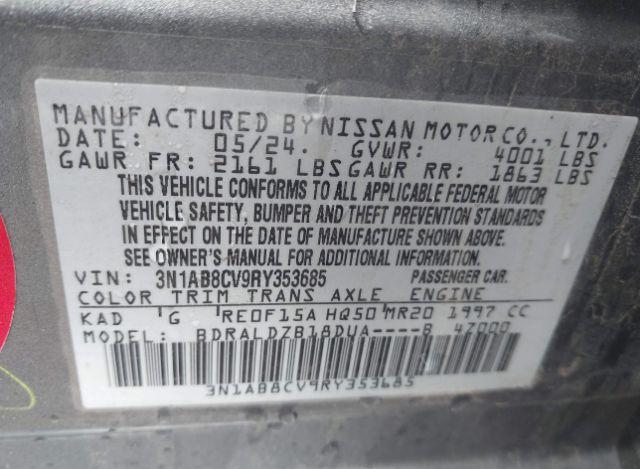 MANUFACTURED BY NISSAN MOTOR CO., LTD.
DATE: 05/24. GVWR: 4001 LBS
GAWR FR: 2161 LBS GAWR RR: 1863 LBS
THIS VEHICLE CONFORMS TO ALL APPLICABLE FEDERAL MOTOR
VEHICLE SAFETY, BUMPER AND THEFT PREVENTION STANDARDS
IN EFFECT ON THE DATE OF MANUFACTURE SHOWN ABOVE.
SEE OWNER'S MANUAL FOR ADDITIONAL INFORMATION.
VIN: 3N1AB8CV9RY353685 PASSENGER CAR.
COLOR TRIM TRANS AXLE ENGINE
KAD G RE0F15A HQ50 MR20 1997 CC
MODEL: BDRALDZB18DUA----B 4Z000
3N1AB8CV9RY353685